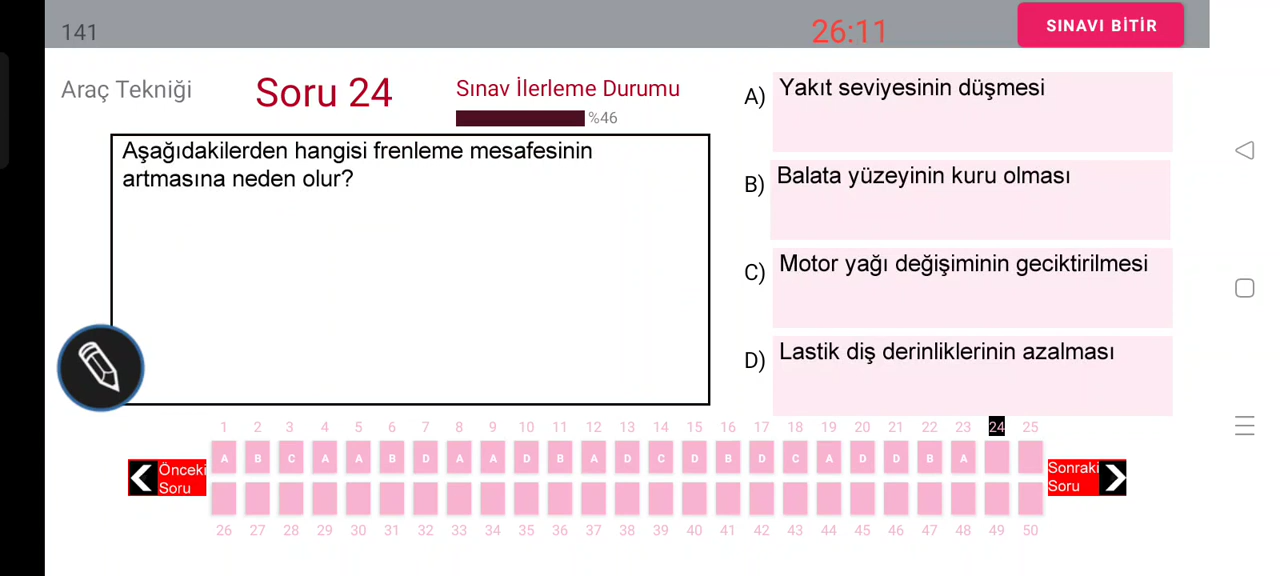 141
26:11
SINAVI BİTİR
Araç Tekniği
Soru 24
Sınav İlerleme Durumu
%46
Aşağıdakilerden hangisi frenleme mesafesinin
artmasına neden olur?
A) Yakıt seviyesinin düşmesi
B) Balata yüzeyinin kuru olması
C) Motor yağı değişiminin geciktirilmesi
D) Lastik diş derinliklerinin azalması
1 2 3 4 5 6 7 8 9 10 11 12 13 14 15 16 17 18 19 20 21 22 23 24 25
A B C A A B D A A D B A D C D B D C A D D B A
Önceki
Soru
Sonraki
Soru
26 27 28 29 30 31 32 33 34 35 36 37 38 39 40 41 42 43 44 45 46 47 48 49 50